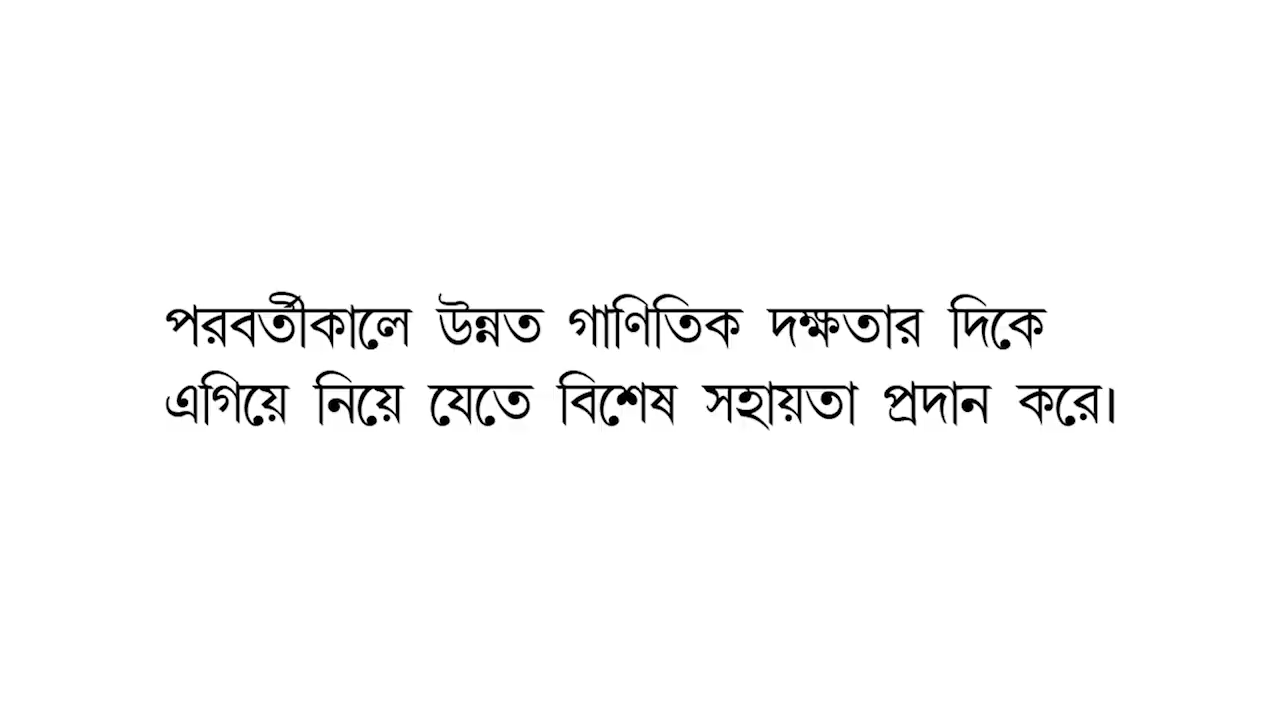 পরবর্তীকালে উন্নত গাণিতিক দক্ষতার দিকে
এগিয়ে নিয়ে যেতে বিশেষ সহায়তা প্রদান করে।